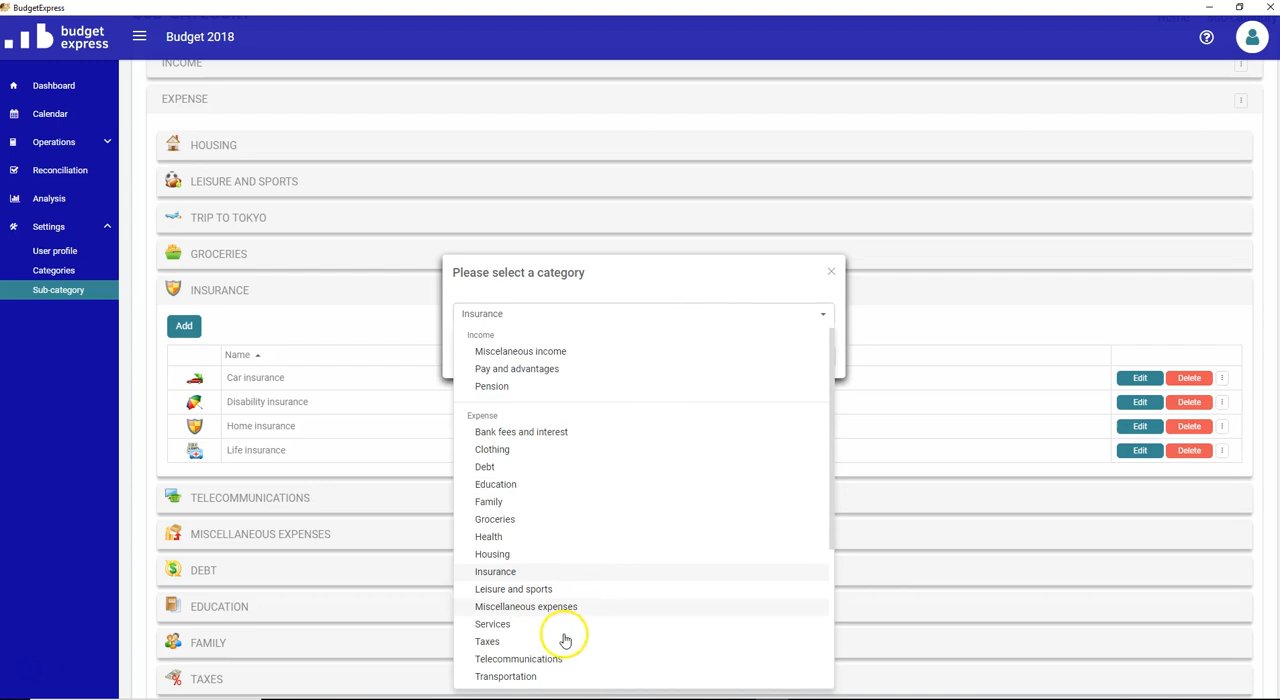 BudgetExpress
budget
express
Budget 2018
Dashboard
Calendar
Operations
Reconciliation
Analysis
Settings
User profile
Categories
Sub-category
INCOME
EXPENSE
HOUSING
LEISURE AND SPORTS
TRIP TO TOKYO
GROCERIES
INSURANCE
Add
Name
Car insurance
Edit
Delete
Disability insurance
Edit
Delete
Home insurance
Edit
Delete
Life insurance
Edit
Delete
TELECOMMUNICATIONS
MISCELLANEOUS EXPENSES
DEBT
EDUCATION
FAMILY
TAXES
Please select a category
Insurance
Income
Miscelaneous income
Pay and advantages
Pension
Expense
Bank fees and interest
Clothing
Debt
Education
Family
Groceries
Health
Housing
Insurance
Leisure and sports
Miscellaneous expenses
Services
Taxes
Telecommunications
Transportation